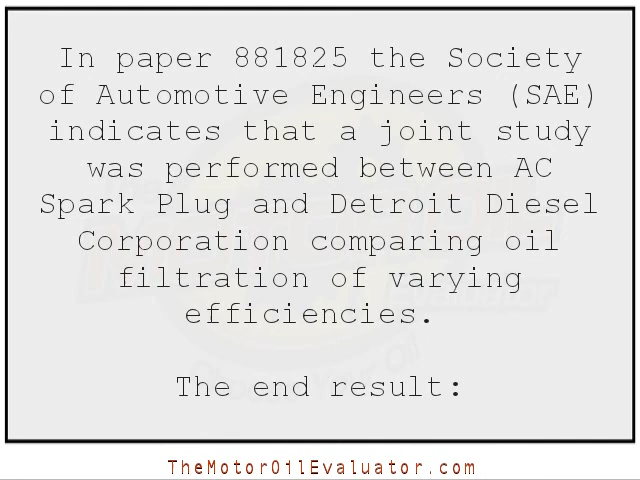 In paper 881825 the Society
of Automotive Engineers (SAE)
indicates that a joint study
was performed between AC
Spark Plug and Detroit Diesel
Corporation comparing oil
filtration of varying
efficiencies.
The end result:
TheMotorOilEvaluator.com